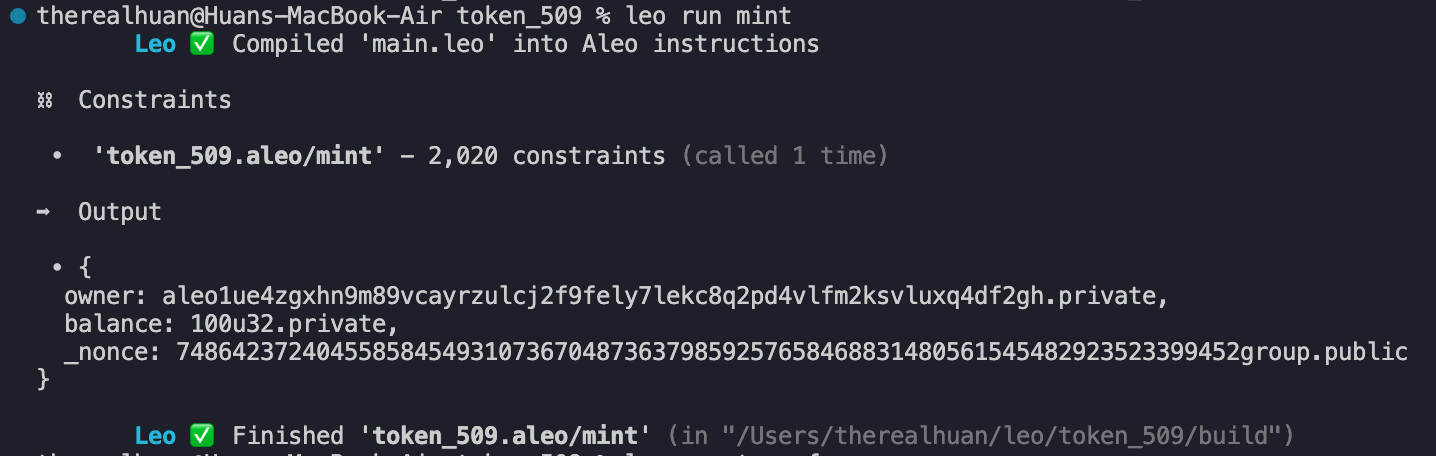 therealhuan@Huans-MacBook-Air token_509 % leo run mint
Leo ✅ Compiled 'main.leo' into Aleo instructions
⛓ Constraints
• 'token_509.aleo/mint' - 2,020 constraints (called 1 time)
➡ Output
• {
owner: aleo1ue4zgxhn9m89vcayrzulcj2f9fely7lekc8q2pd4vlfm2ksvluxq4df2gh.private,
balance: 100u32.private,
_nonce: 7486423724045585845493107367048736379859257658468831480561545482923523399452group.public
}
Leo ✅ Finished 'token_509.aleo/mint' (in "/Users/therealhuan/leo/token_509/build")